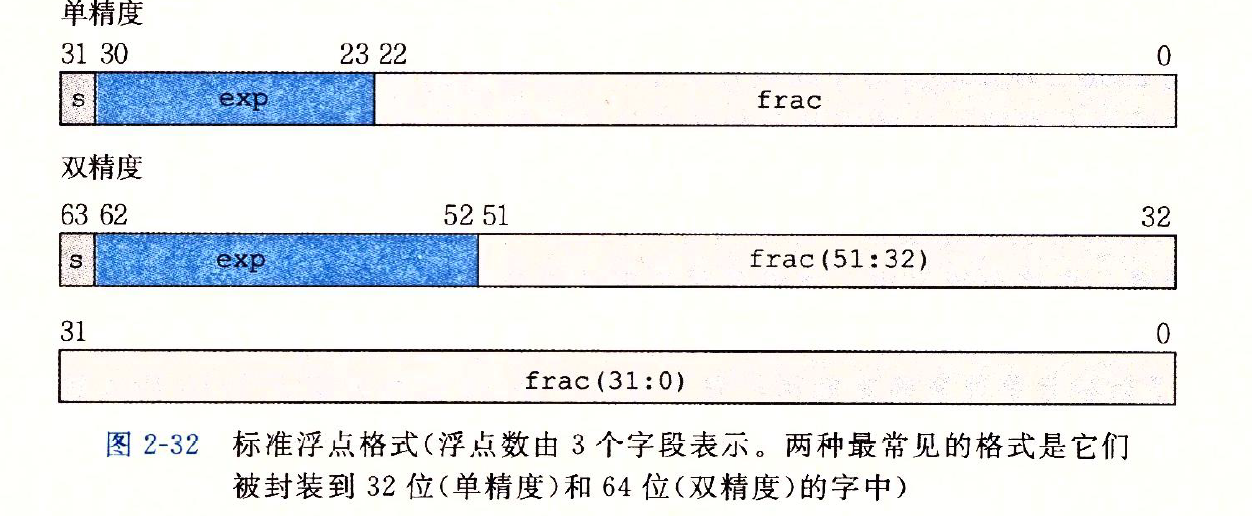 单精度
31 30 23 22 0
s exp frac
双精度
63 62 52 51 32
s exp frac(51:32)
31 0
frac(31:0)
图 2-32 标准浮点格式(浮点数由 3 个字段表示。两种最常见的格式是它们
被封装到 32 位(单精度)和 64 位(双精度)的字中)